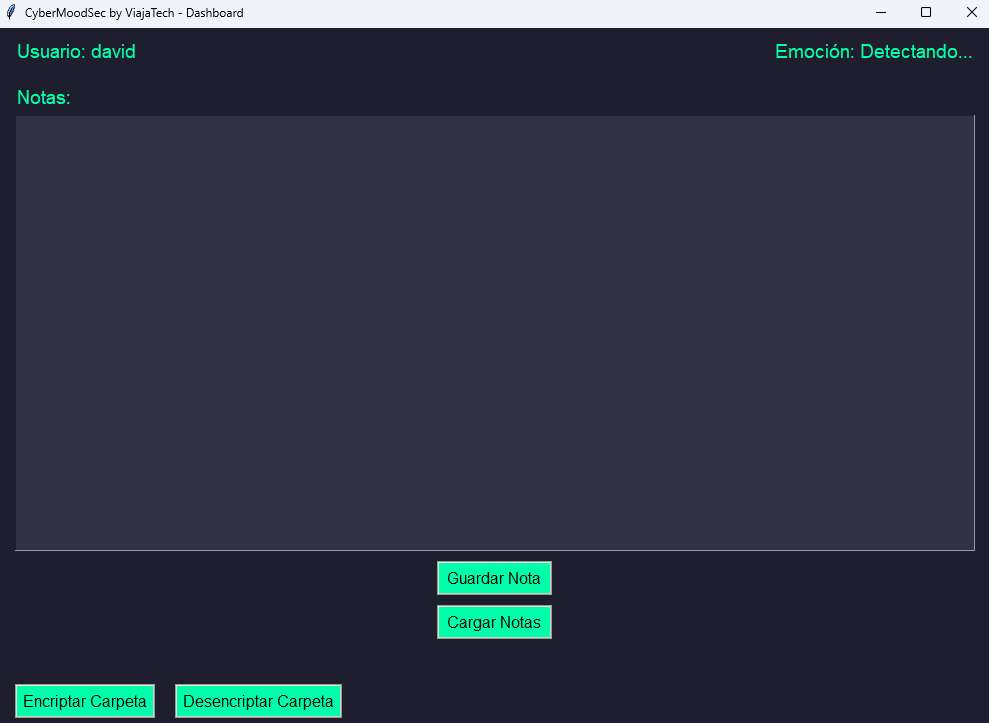 CyberMoodSec by ViajaTech - Dashboard
Usuario: david
Emoción: Detectando...
Notas:
Guardar Nota
Cargar Notas
Encriptar Carpeta
Desencriptar Carpeta